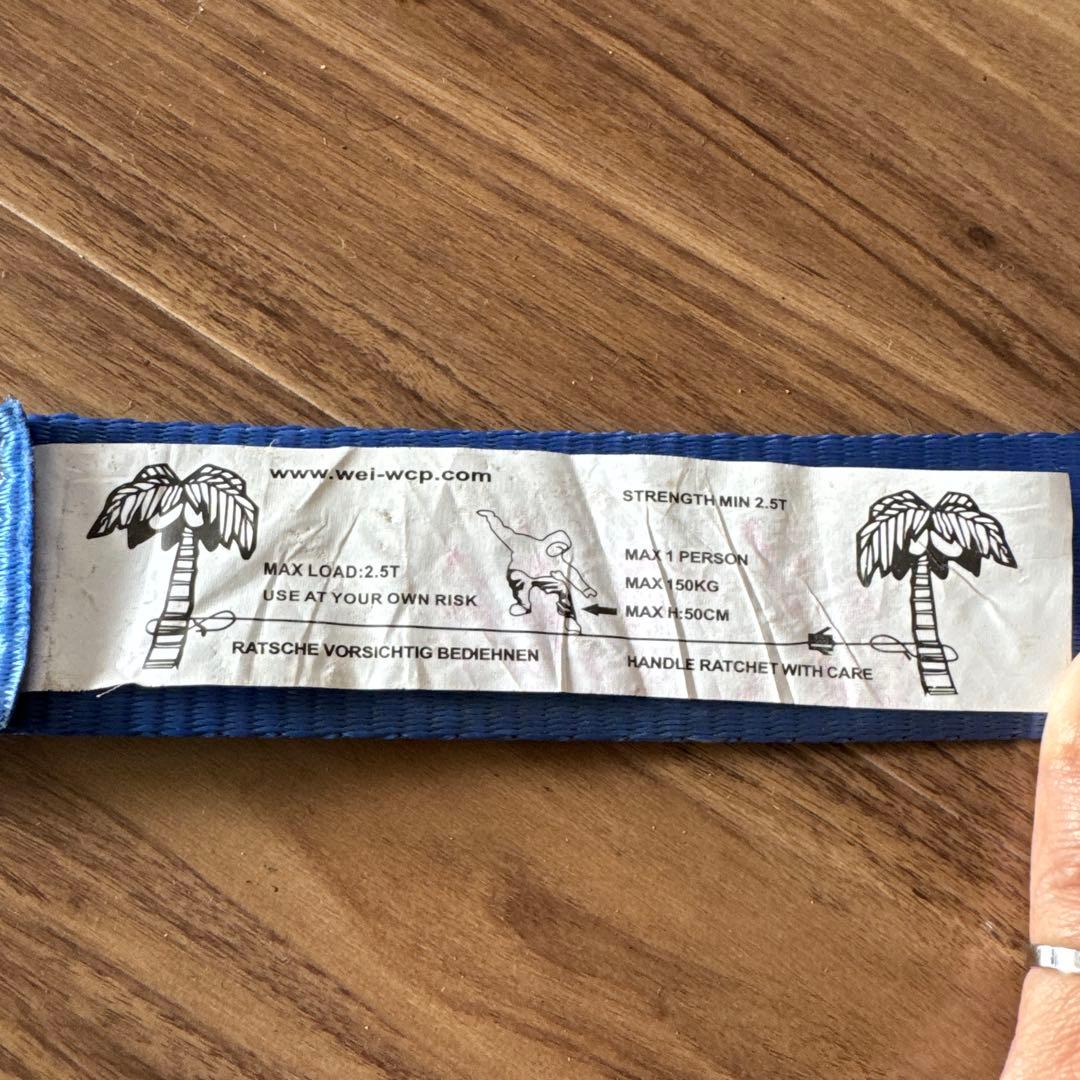 www.wei-wcp.com
MAX LOAD:2.5T
USE AT YOUR OWN RISK
RATSCHE VORSICHTIG BEDIEHNEN
STRENGTH MIN 2.5T
MAX 1 PERSON
MAX 150KG
MAX H:50CM
HANDLE RATCHET WITH CARE